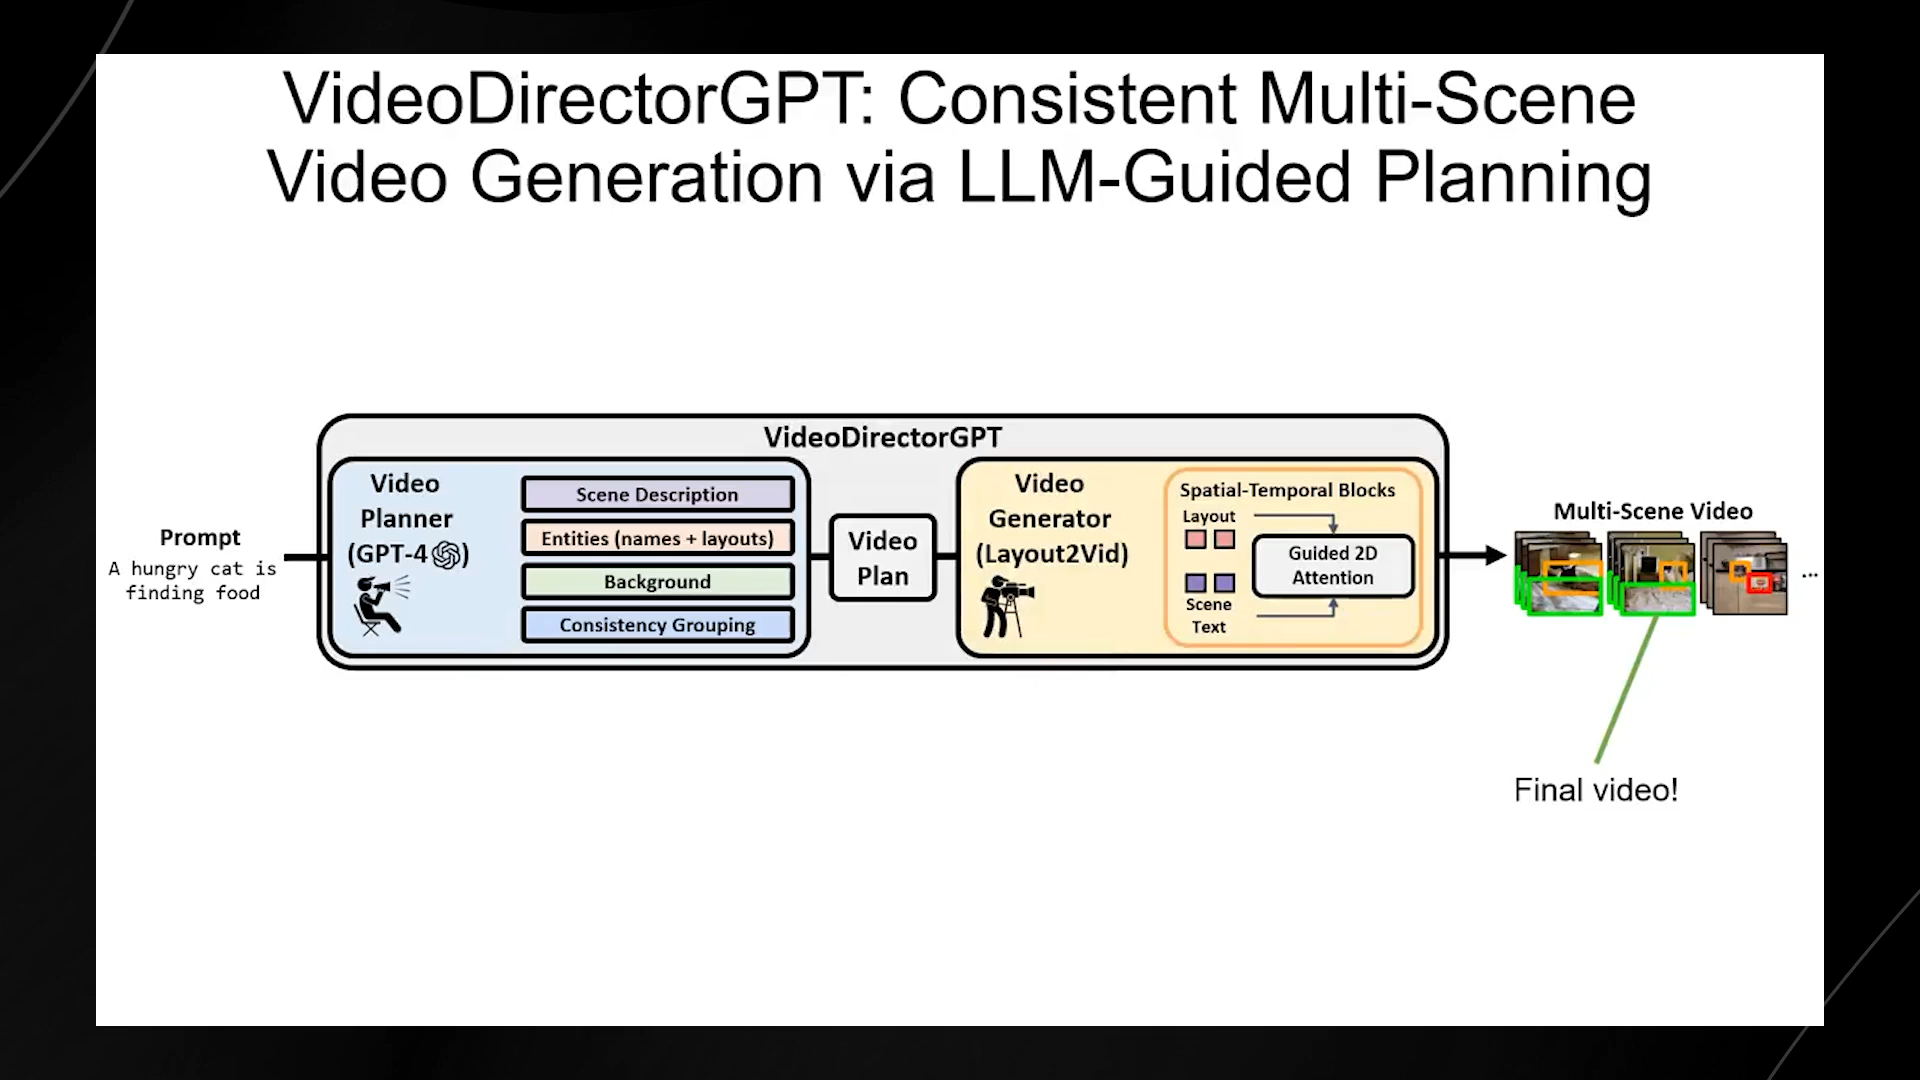 VideoDirectorGPT: Consistent Multi-Scene
Video Generation via LLM-Guided Planning
VideoDirectorGPT
Prompt
A hungry cat is
finding food
Video
Planner
(GPT-4)
Scene Description
Entities (names + layouts)
Background
Consistency Grouping
Video
Plan
Video
Generator
(Layout2Vid)
Spatial-Temporal Blocks
Layout
Scene
Text
Guided 2D
Attention
Multi-Scene Video
...
Final video!